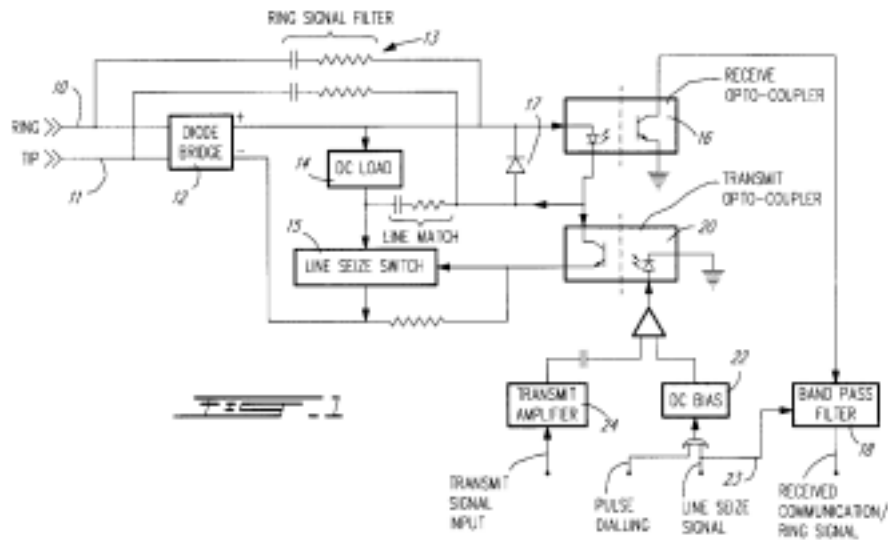 RING SIGNAL FILTER
13
10
17
RECEIVE
OPTO-COUPLER
RING
DIODE
BRIDGE
+
-
16
TIP
14
DC LOAD
11
12
TRANSMIT
OPTO-COUPLER
15
LINE MATCH
20
LINE SEIZE SWITCH
22
TRANSMIT
AMPLIFIER
24
DC BIAS
BAND PASS
FILTER
18
23
TRANSMIT
SIGNAL
INPUT
PULSE
DIALLING
LINE SEIZE
SIGNAL
RECEIVED
COMMUNICATION/
RING SIGNAL